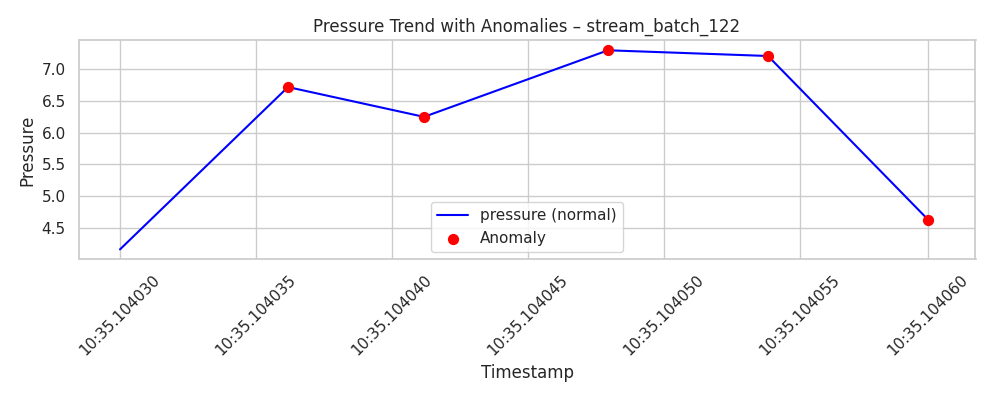 Pressure Trend with Anomalies – stream_batch_122
Pressure
7.0
6.5
6.0
5.5
5.0
4.5
pressure (normal)
Anomaly
10:35.104030
10:35.104035
10:35.104040
10:35.104045
10:35.104050
10:35.104055
10:35.104060
Timestamp